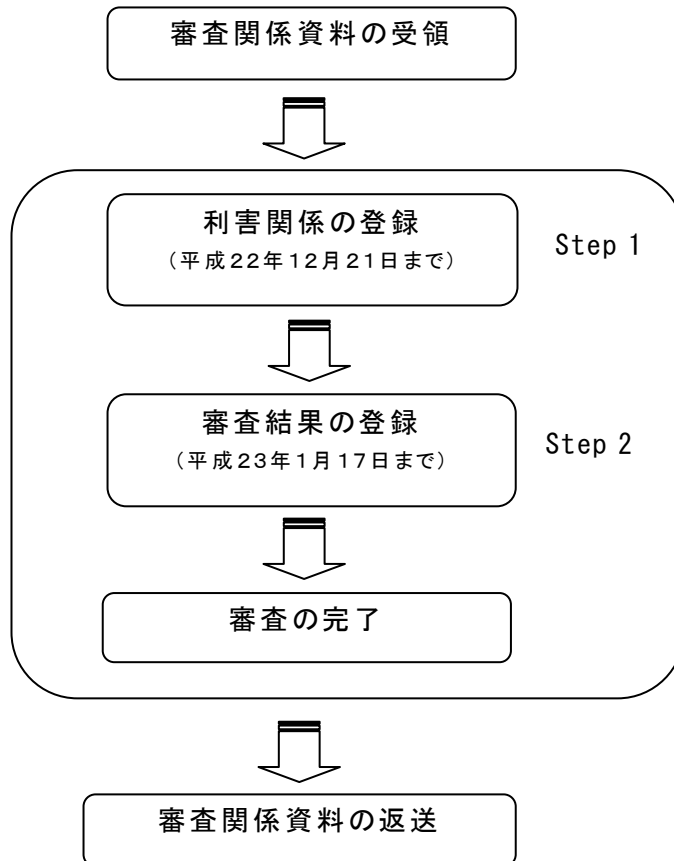 審査関係資料の受領
利害関係の登録
（平成２２年１２月２１日まで）
Step 1
審査結果の登録
（平成２３年１月１７日まで）
Step 2
審査の完了
審査関係資料の返送